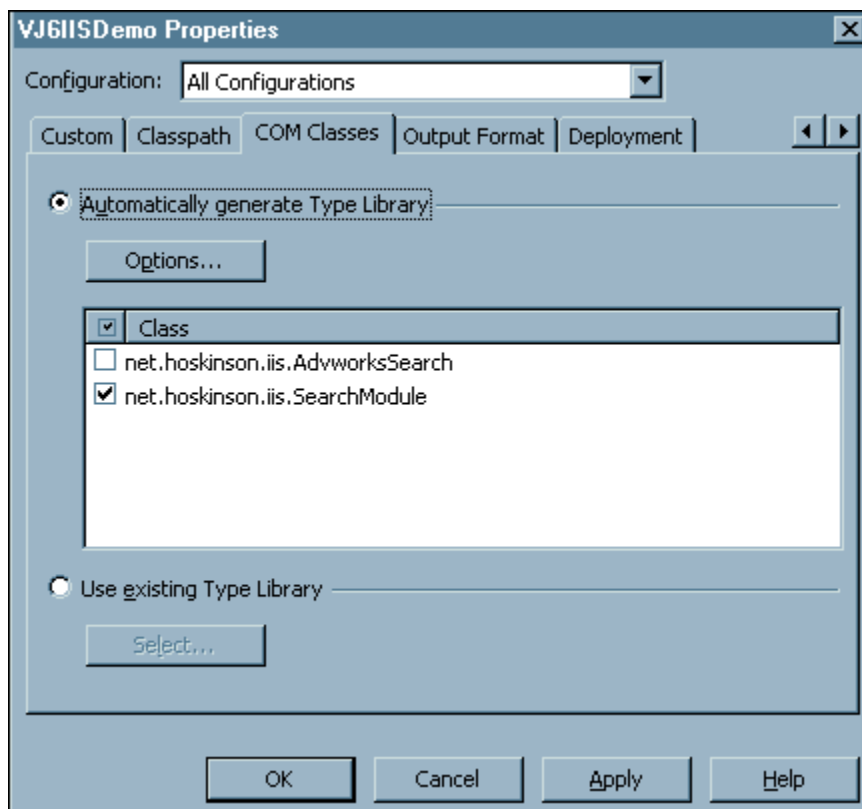 VJ6IISDemo Properties
Configuration: All Configurations
Custom Classpath COM Classes Output Format Deployment
Automatically generate Type Library
Options...
Class
net.hoskinson.iis.AdvworksSearch
net.hoskinson.iis.SearchModule
Use existing Type Library
Select...
OK Cancel Apply Help